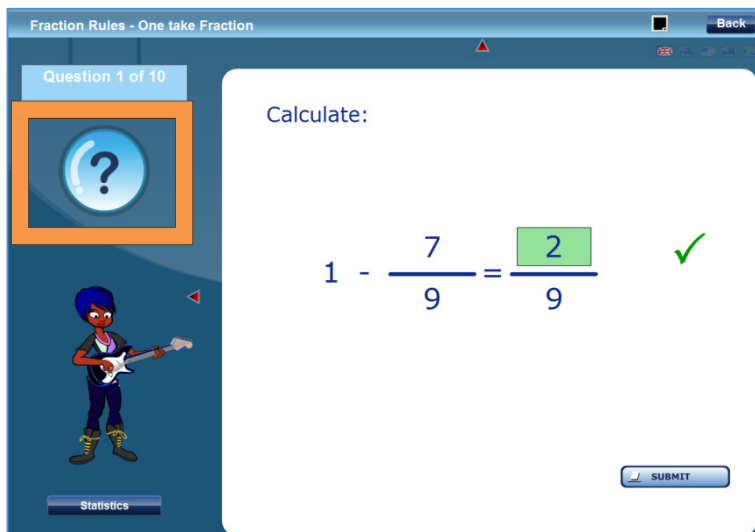 Fraction Rules - One take Fraction
Back
Question 1 of 10
?
Calculate:
1 - 7/9 = 2/9
✓
SUBMIT
Statistics